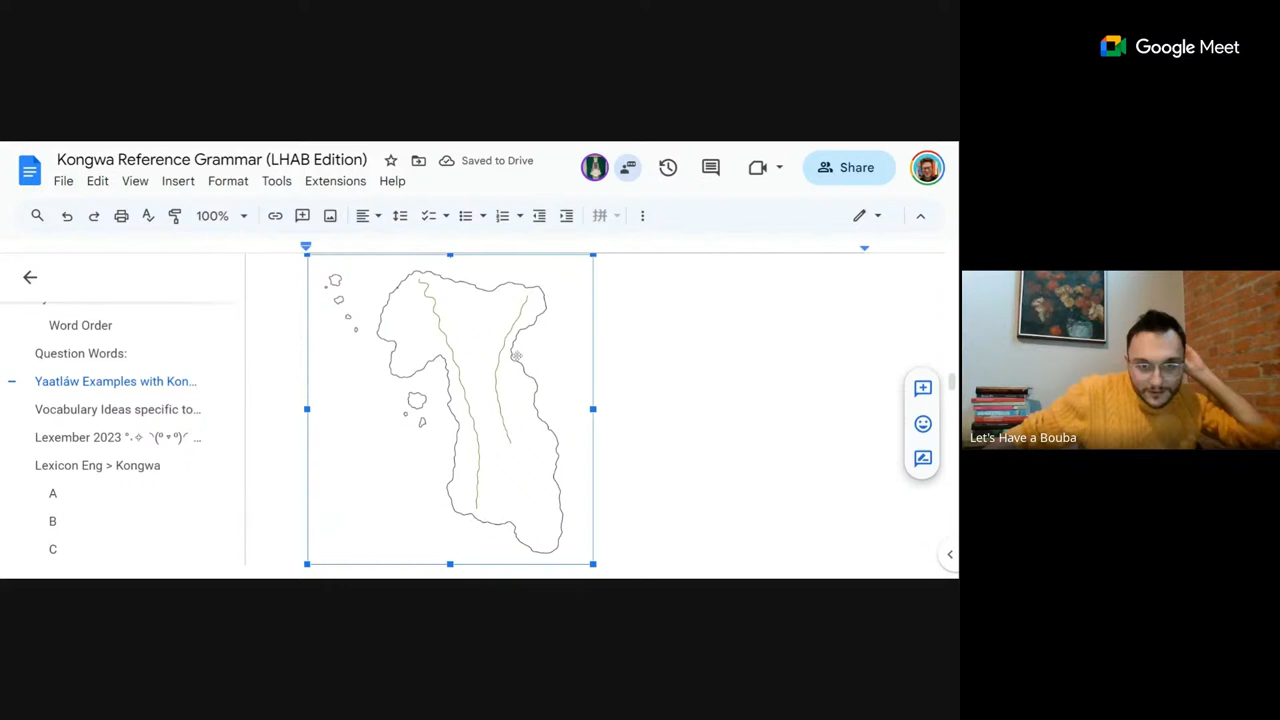 Google Meet
Kongwa Reference Grammar (LHAB Edition)
Saved to Drive
Share
File Edit View Insert Format Tools Extensions Help
100%
Word Order
Question Words:
Yaatláw Examples with Kon...
Vocabulary Ideas specific to...
Lexember 2023 °˖✧◝(⁰▿⁰)◜ ...
Lexicon Eng > Kongwa
A
B
C
Let's Have a Bouba